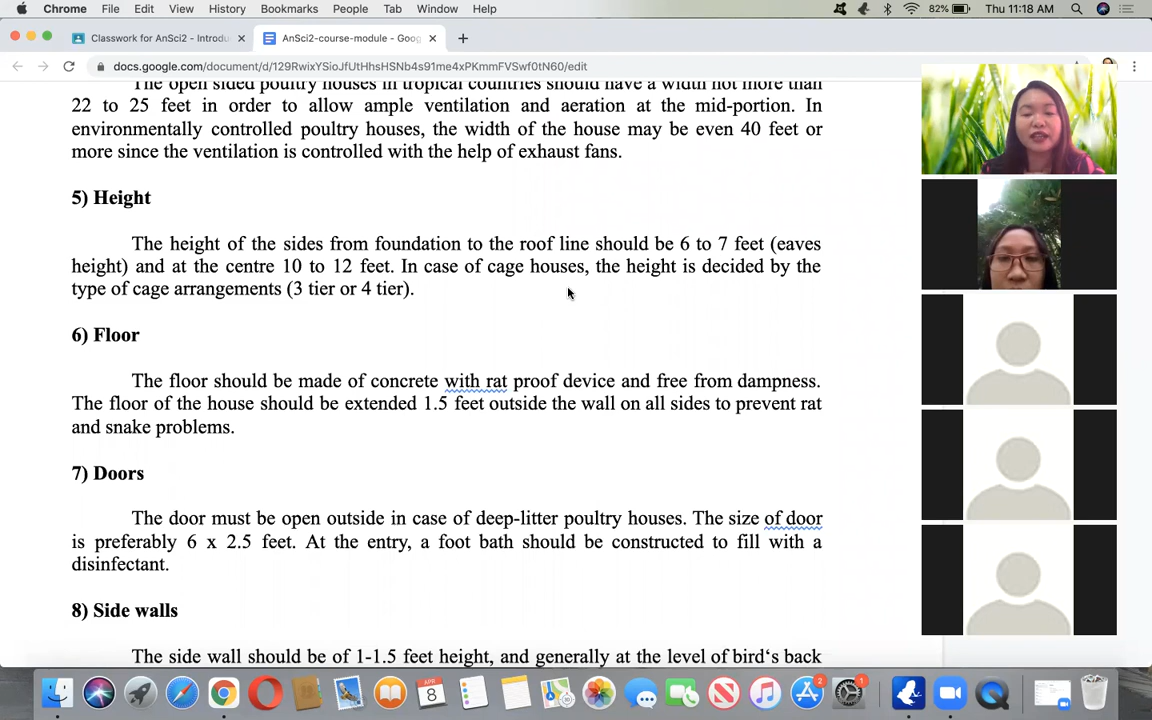 Chrome File Edit View History Bookmarks People Tab Window Help 82% Thu 11:18 AM
Classwork for AnSci2 - Introdu × AnSci2-course-module - Goog × +
docs.google.com/document/d/129RwixYSioJfUtHhsHSNb4s91me4xPKmmFVSwf0tN60/edit
The open sided poultry houses in tropical countries should have a width not more than
22 to 25 feet in order to allow ample ventilation and aeration at the mid-portion. In
environmentally controlled poultry houses, the width of the house may be even 40 feet or
more since the ventilation is controlled with the help of exhaust fans.
5) Height
The height of the sides from foundation to the roof line should be 6 to 7 feet (eaves
height) and at the centre 10 to 12 feet. In case of cage houses, the height is decided by the
type of cage arrangements (3 tier or 4 tier).
6) Floor
The floor should be made of concrete with rat proof device and free from dampness.
The floor of the house should be extended 1.5 feet outside the wall on all sides to prevent rat
and snake problems.
7) Doors
The door must be open outside in case of deep-litter poultry houses. The size of door
is preferably 6 x 2.5 feet. At the entry, a foot bath should be constructed to fill with a
disinfectant.
8) Side walls
The side wall should be of 1-1.5 feet height, and generally at the level of bird‘s back
APR
8
2
1